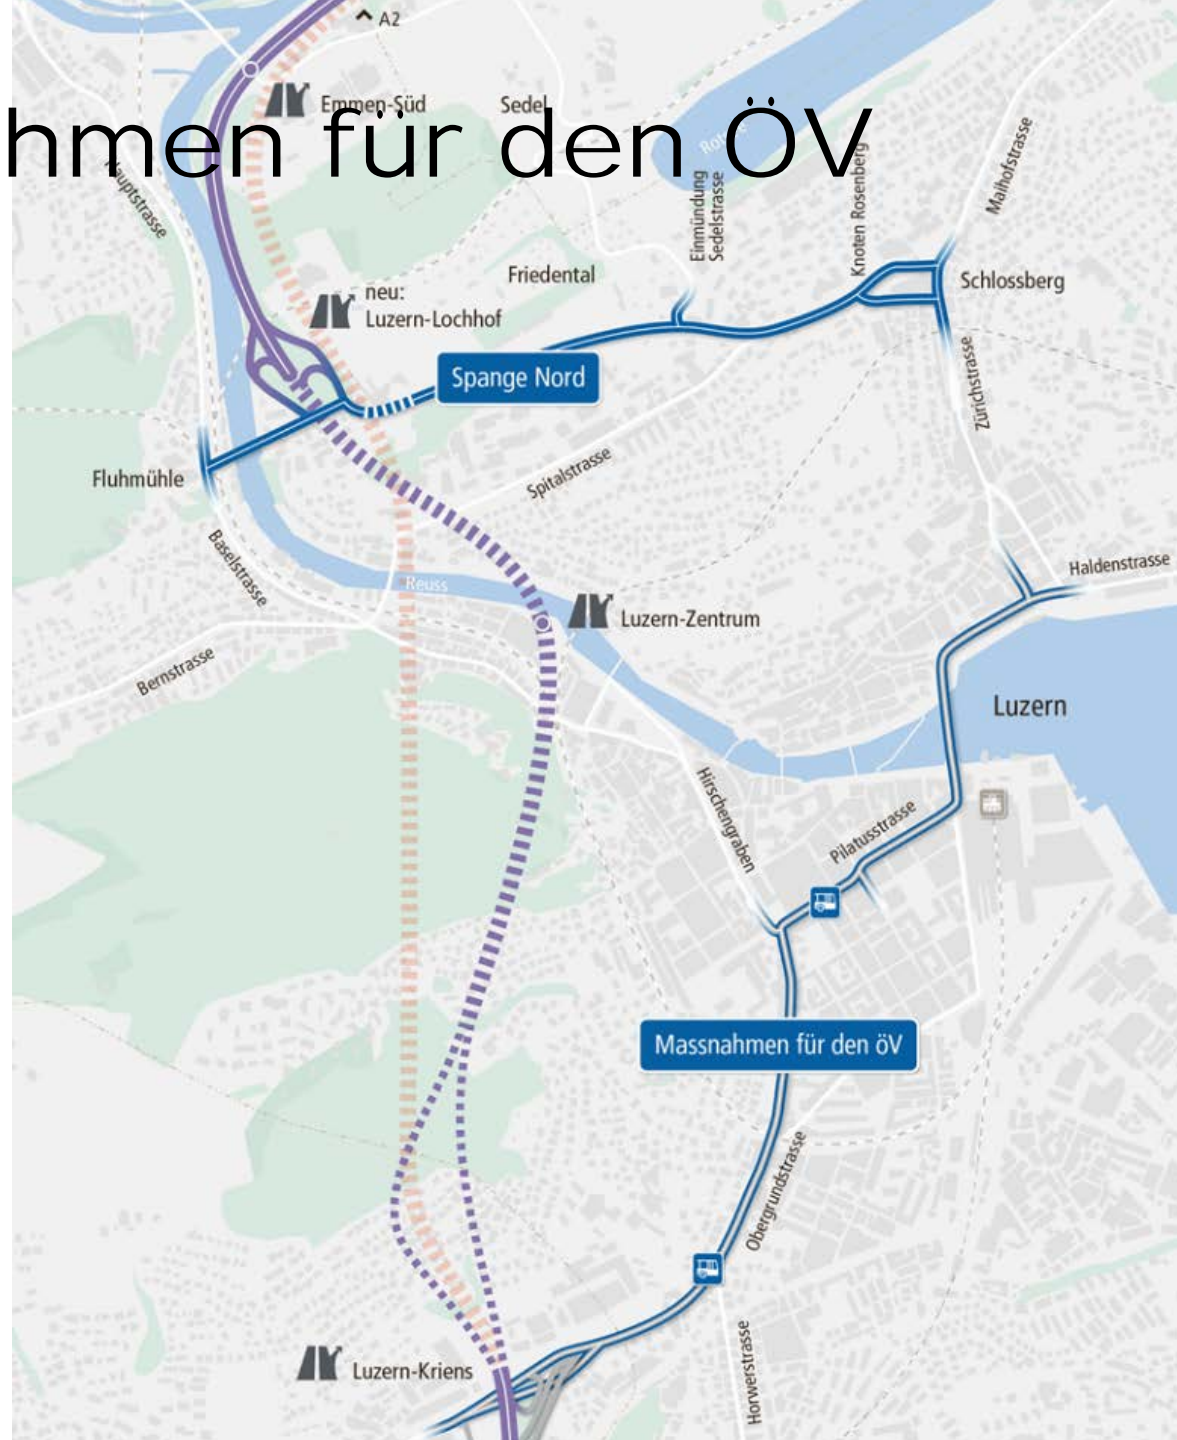 A2
Emmen-Süd
Sedel
hmen für den ÖV
Hauptstrasse
Einmündung
Sedelstrasse
Knoten Rosenberg
Maihofstrasse
neu:
Luzern-Lochhof
Friedental
Schlossberg
Spange Nord
Zürichstrasse
Fluhmühle
Spitalstrasse
Baselstrasse
Reuss
Haldenstrasse
Luzern-Zentrum
Bernstrasse
Luzern
Hirschengraben
Pilatusstrasse
Massnahmen für den öV
Obergrundstrasse
Luzern-Kriens
Horwerstrasse